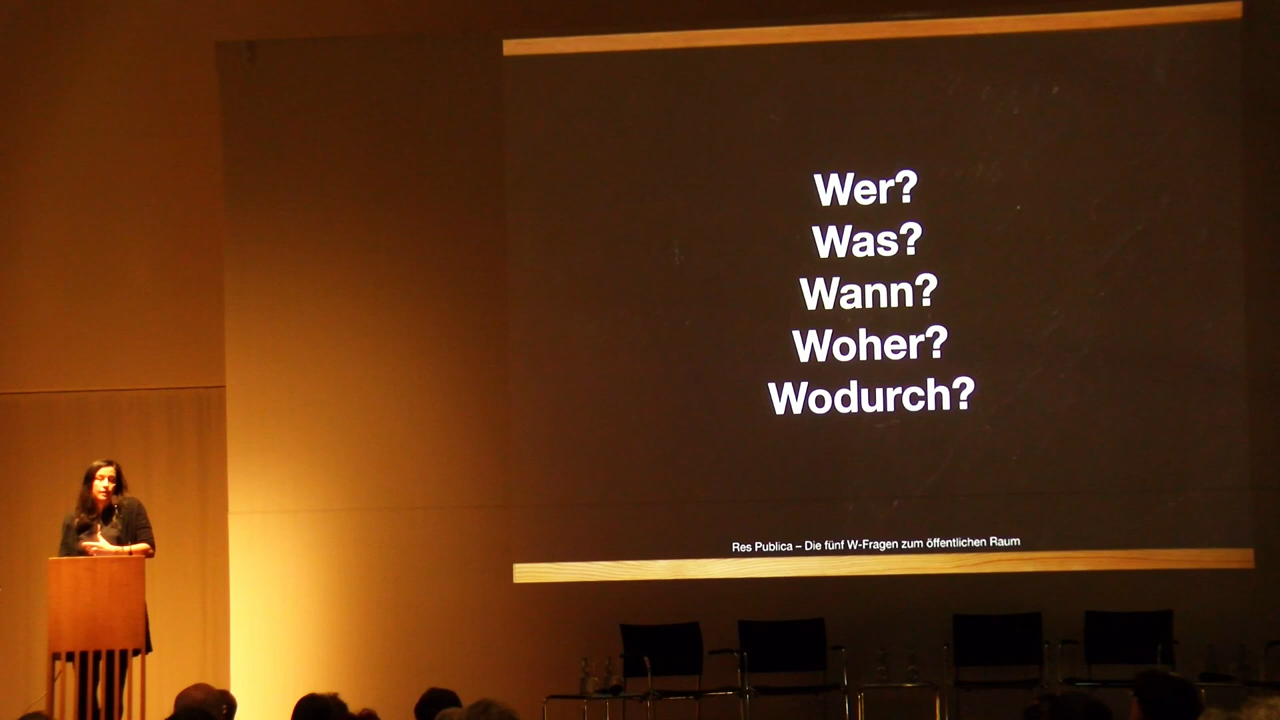 Wer?
Was?
Wann?
Woher?
Wodurch?
Res Publica – Die fünf W-Fragen zum öffentlichen Raum